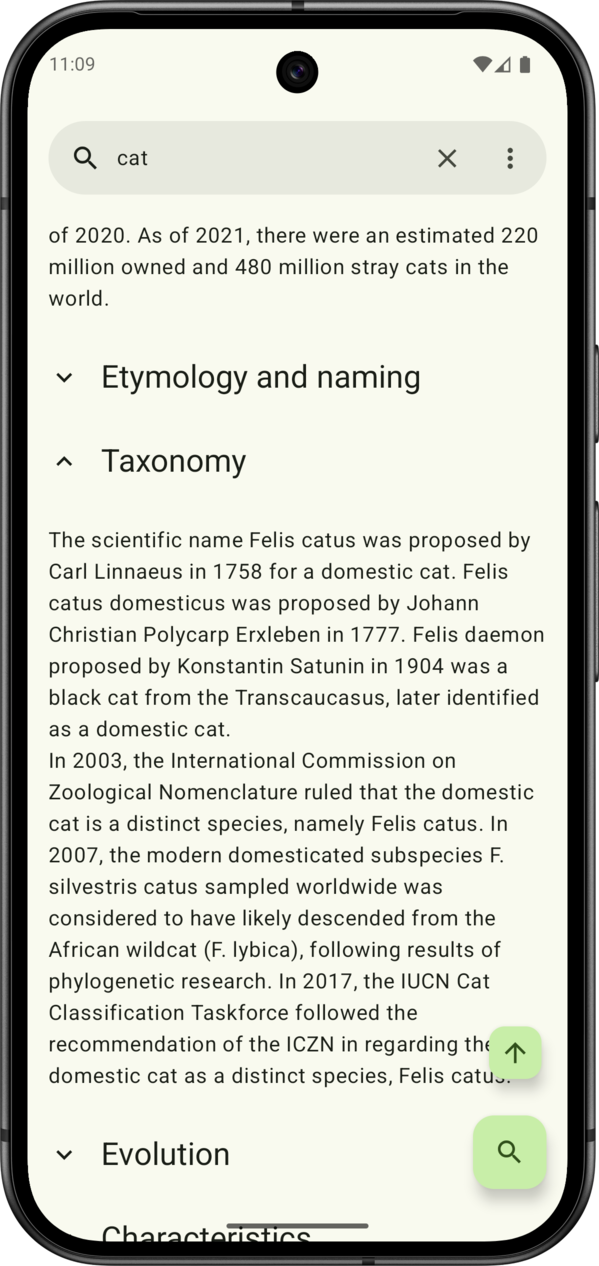 11:09
cat
of 2020. As of 2021, there were an estimated 220
million owned and 480 million stray cats in the
world.
Etymology and naming
Taxonomy
The scientific name Felis catus was proposed by
Carl Linnaeus in 1758 for a domestic cat. Felis
catus domesticus was proposed by Johann
Christian Polycarp Erxleben in 1777. Felis daemon
proposed by Konstantin Satunin in 1904 was a
black cat from the Transcaucasus, later identified
as a domestic cat.
In 2003, the International Commission on
Zoological Nomenclature ruled that the domestic
cat is a distinct species, namely Felis catus. In
2007, the modern domesticated subspecies F.
silvestris catus sampled worldwide was
considered to have likely descended from the
African wildcat (F. lybica), following results of
phylogenetic research. In 2017, the IUCN Cat
Classification Taskforce followed the
recommendation of the ICZN in regarding the
domestic cat as a distinct species, Felis catus.
Evolution
Characteristics